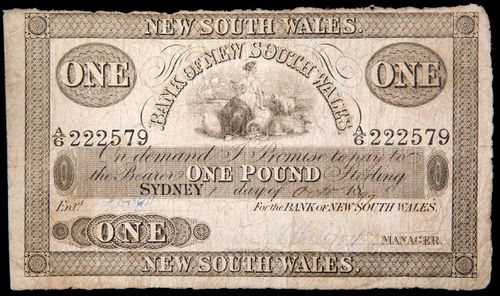 NEW SOUTH WALES.
BANK OF NEW SOUTH WALES.
ONE ONE
A/6 222579 A/6 222579
On demand I Promise to pay to
the Bearer ONE POUND Sterling
SYDNEY 1 day of 18
Entd. For the BANK OF NEW SOUTH WALES.
ONE
MANAGER.
NEW SOUTH WALES.